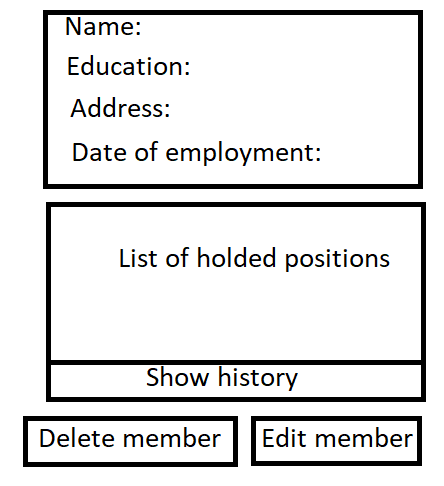 Name:
Education:
Address:
Date of employment:
List of holded positions
Show history
Delete member
Edit member